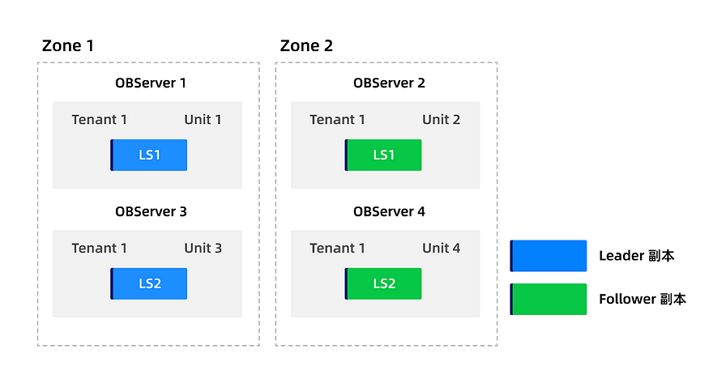 Zone 1
Zone 2
OBServer 1
OBServer 2
Tenant 1
Unit 1
Tenant 1
Unit 2
LS1
LS1
OBServer 3
OBServer 4
Tenant 1
Unit 3
Tenant 1
Unit 4
LS2
LS2
Leader 副本
Follower 副本